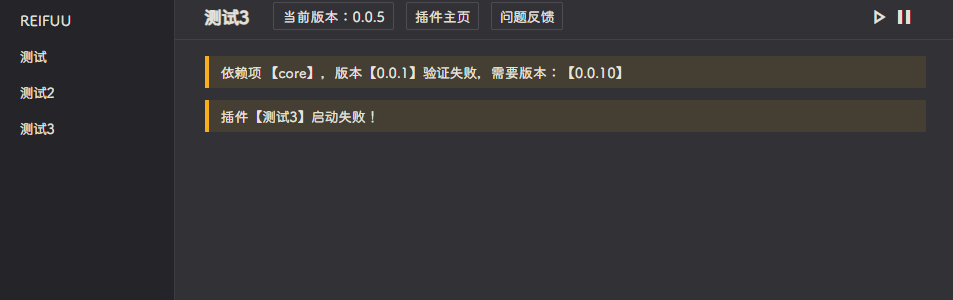 REIFUU
测试
测试2
测试3
测试3 当前版本：0.0.5 插件主页 问题反馈
依赖项 【core】，版本【0.0.1】验证失败，需要版本：【0.0.10】
插件【测试3】启动失败！